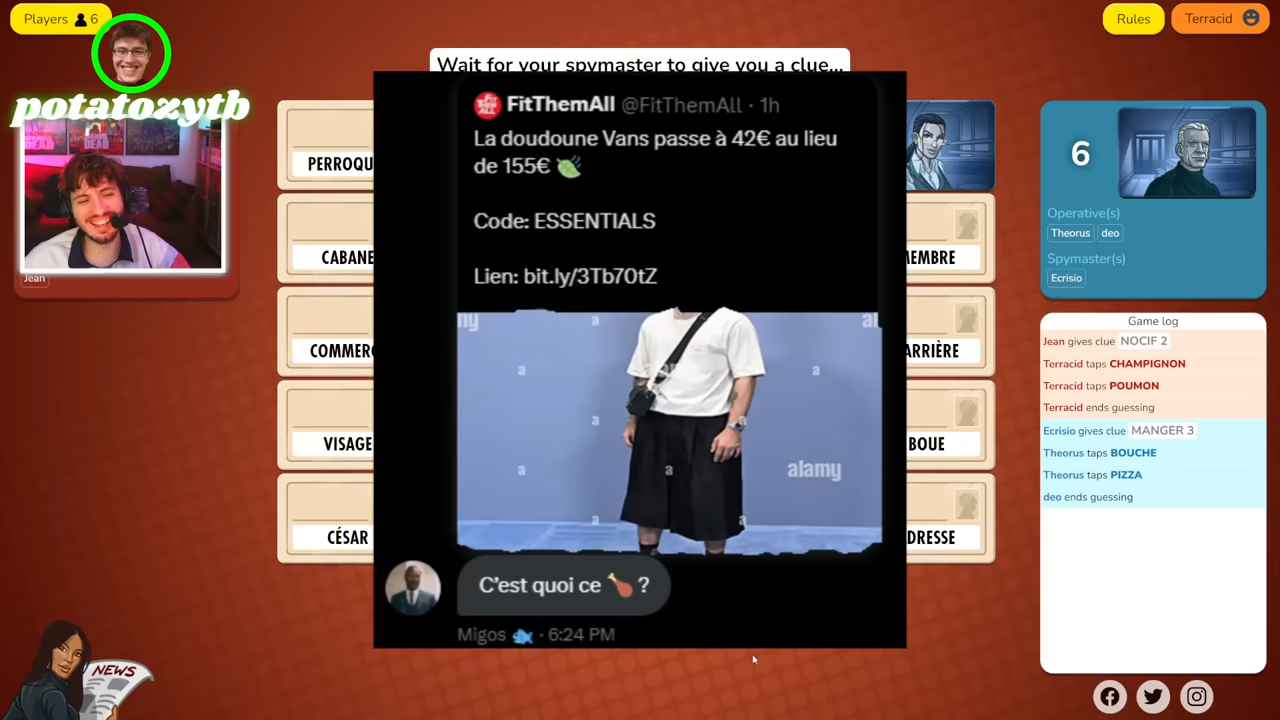 Players 6
Rules
Terracid
potatozytb
Wait for your spymaster to give you a clue...
FitThemAll @FitThemAll · 1h
La doudoune Vans passe à 42€ au lieu
de 155€
Code: ESSENTIALS
Lien: bit.ly/3Tb70tZ
alamy
C'est quoi ce 🍗 ?
Migos 🐟 · 6:24 PM
PERROQU
CABANE
COMMERC
VISAGE
CÉSAR
EMBRE
ARRIÈRE
BOUE
DRESSE
Jean
6
Operative(s)
Theorus deo
Spymaster(s)
Ecrisio
Game log
Jean gives clue NOCIF 2
Terracid taps CHAMPIGNON
Terracid taps POUMON
Terracid ends guessing
Ecrisio gives clue MANGER 3
Theorus taps BOUCHE
Theorus taps PIZZA
deo ends guessing
NEWS